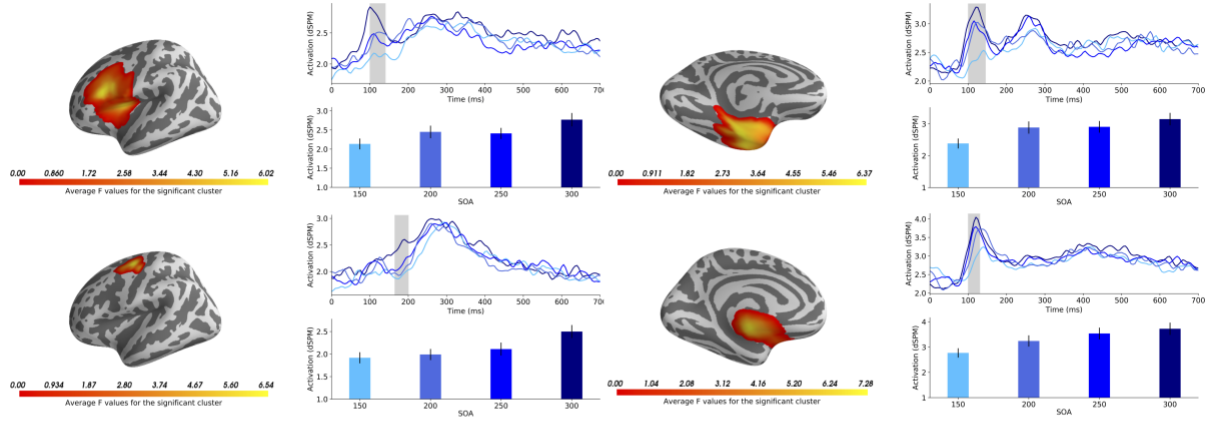 Activation (dSPM)
2.5
2.0
0 100 200 300 400 500 600 700
Time (ms)
0.00 0.860 1.72 2.58 3.44 4.30 5.16 6.02
Average F values for the significant cluster
Activation (dSPM)
3.0
2.5
2.0
1.5
1.0
150 200 250 300
SOA
Activation (dSPM)
3.0
2.5
2.0
0 100 200 300 400 500 600 700
Time (ms)
0.00 0.911 1.82 2.73 3.64 4.55 5.46 6.37
Average F values for the significant cluster
Activation (dSPM)
3
2
1
150 200 250 300
SOA
Activation (dSPM)
3.0
2.5
2.0
0 100 200 300 400 500 600 700
Time (ms)
0.00 0.934 1.87 2.80 3.74 4.67 5.60 6.54
Average F values for the significant cluster
Activation (dSPM)
2.5
2.0
1.5
1.0
150 200 250 300
SOA
Activation (dSPM)
4.0
3.5
3.0
2.5
2.0
0 100 200 300 400 500 600 700
Time (ms)
0.00 1.04 2.08 3.12 4.16 5.20 6.24 7.28
Average F values for the significant cluster
Activation (dSPM)
4
3
2
1
150 200 250 300
SOA